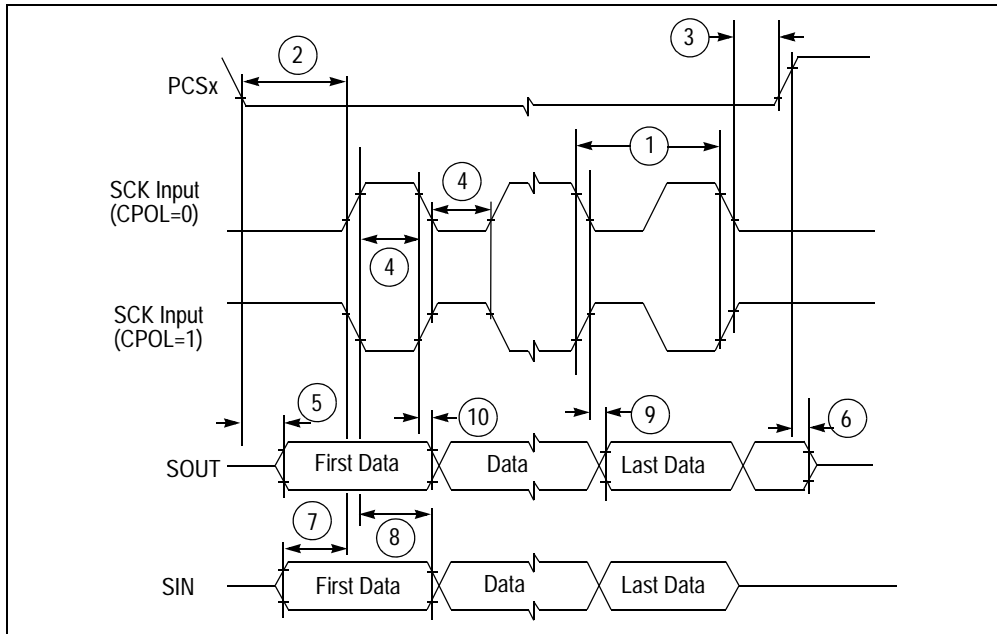 3
2
PCSx
1
SCK Input
(CPOL=0)
4
4
SCK Input
(CPOL=1)
5
10
9
6
SOUT
First Data
Data
Last Data
7
8
SIN
First Data
Data
Last Data